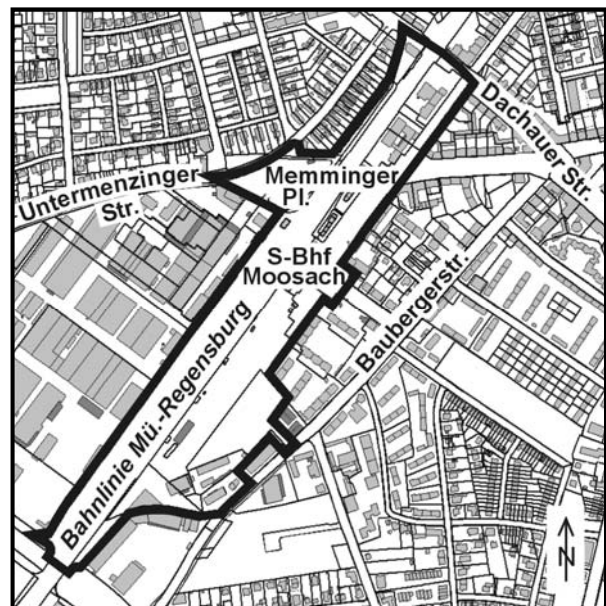 Dachauer Str.
Untermenzinger
Str.
Memminger
Pl.
S-Bhf
Moosach
Baubergerstr.
Bahnlinie Mü.-Regensburg
N